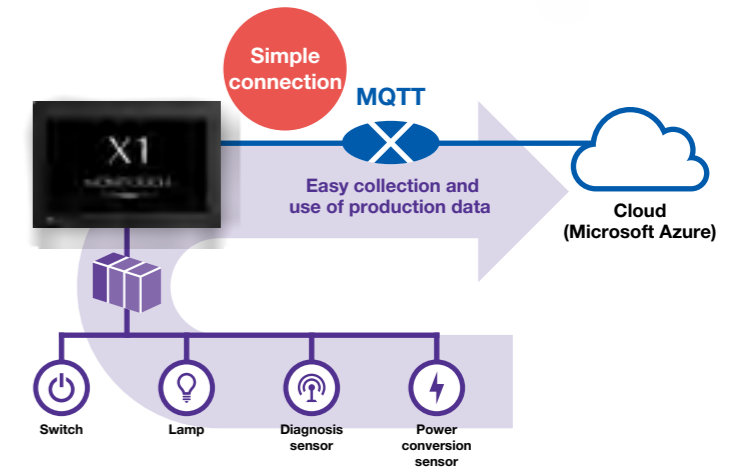 Simple
connection
MQTT
X1
MONITOUCH
Easy collection and
use of production data
Cloud
(Microsoft Azure)
Switch
Lamp
Diagnosis
sensor
Power
conversion
sensor